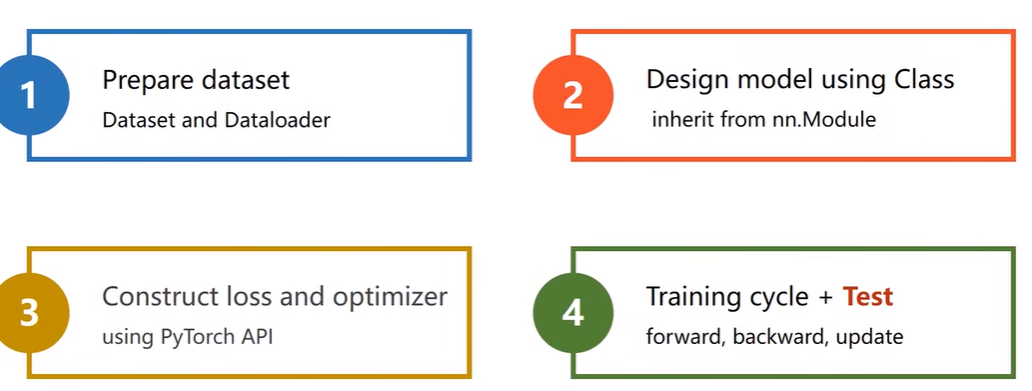 1
Prepare dataset
Dataset and Dataloader
2
Design model using Class
inherit from nn.Module
3
Construct loss and optimizer
using PyTorch API
4
Training cycle + Test
forward, backward, update